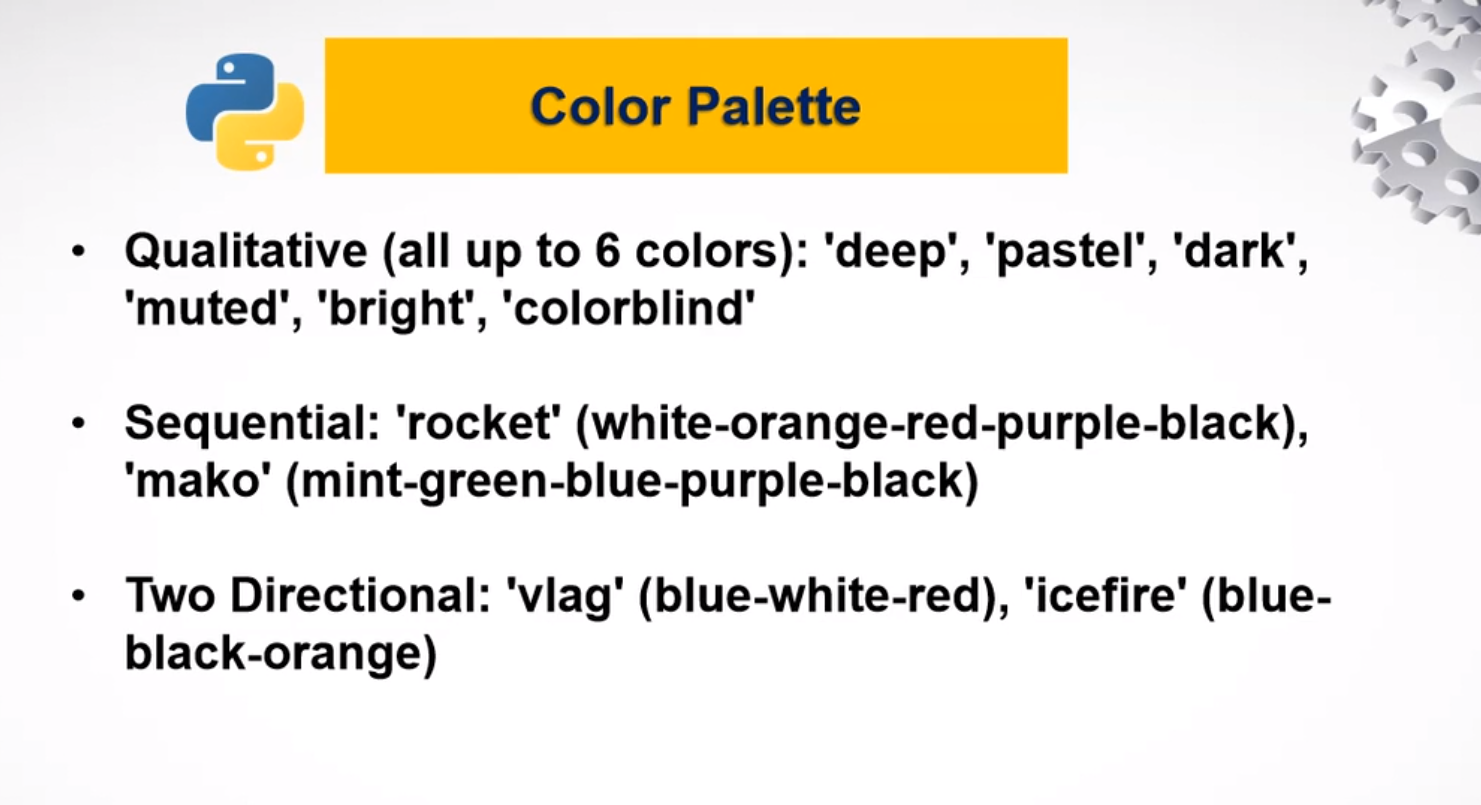 Color Palette
• Qualitative (all up to 6 colors): 'deep', 'pastel', 'dark',
'muted', 'bright', 'colorblind'
• Sequential: 'rocket' (white-orange-red-purple-black),
'mako' (mint-green-blue-purple-black)
• Two Directional: 'vlag' (blue-white-red), 'icefire' (blue-
black-orange)